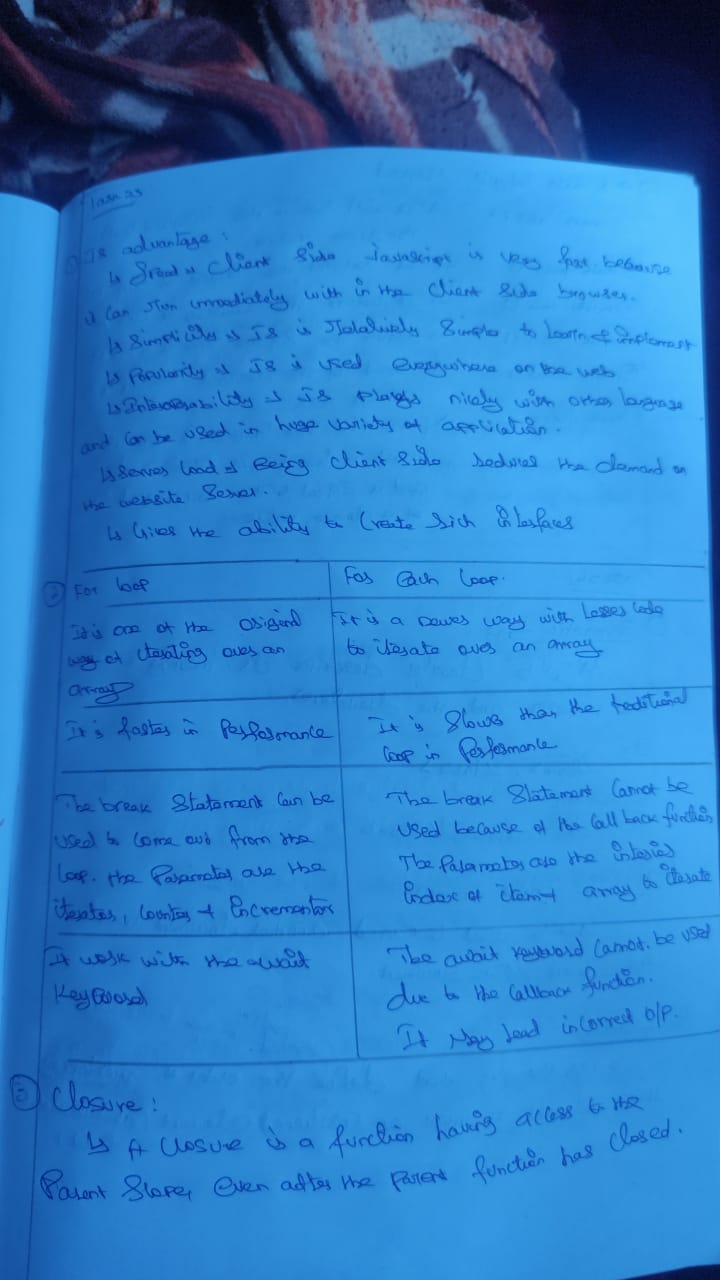 Task 23
① JS advantage :
↳ Speed → Client Side Javascript is very fast because
it Can run immediately with in the Client Side browser.
↳ Simplicity → JS is Relatively Simple to Learn & implement
↳ Popularity → JS is used everywhere on the web
↳ Interoperability → JS plays nicely with other language
and can be used in huge variety of application.
↳ Server load → Being Client Side reduces the demand on
the website Server.
↳ Gives the ability to Create rich interfaces
② For loop
For Each Loop.
It is one of the original
way of iterating over an
array
It is a newer way with Lesser Code
to iterate over an array
It is faster in Performance
It is Slower than the traditional
Loop in Performance
The break Statement Can be
used to come out from the
Loop. the Parameters are the
iterator, Counter & Incrementor
The break Statement Cannot be
Used because of the Call back function
The Parameters are the
index of item & array to iterate
It work with the await
Keyword
The await keyword Cannot be used
due to the Callback function.
It May lead incorrect O/P.
③ Closure :
↳ A Closure is a function having access to the
Parent Scope, even after the parent function has closed.